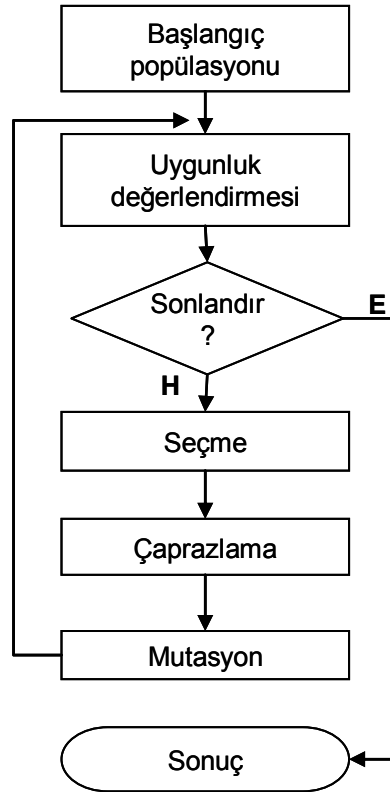 Başlangıç
popülasyonu
Uygunluk
değerlendirmesi
Sonlandır
?
E
H
Seçme
Çaprazlama
Mutasyon
Sonuç